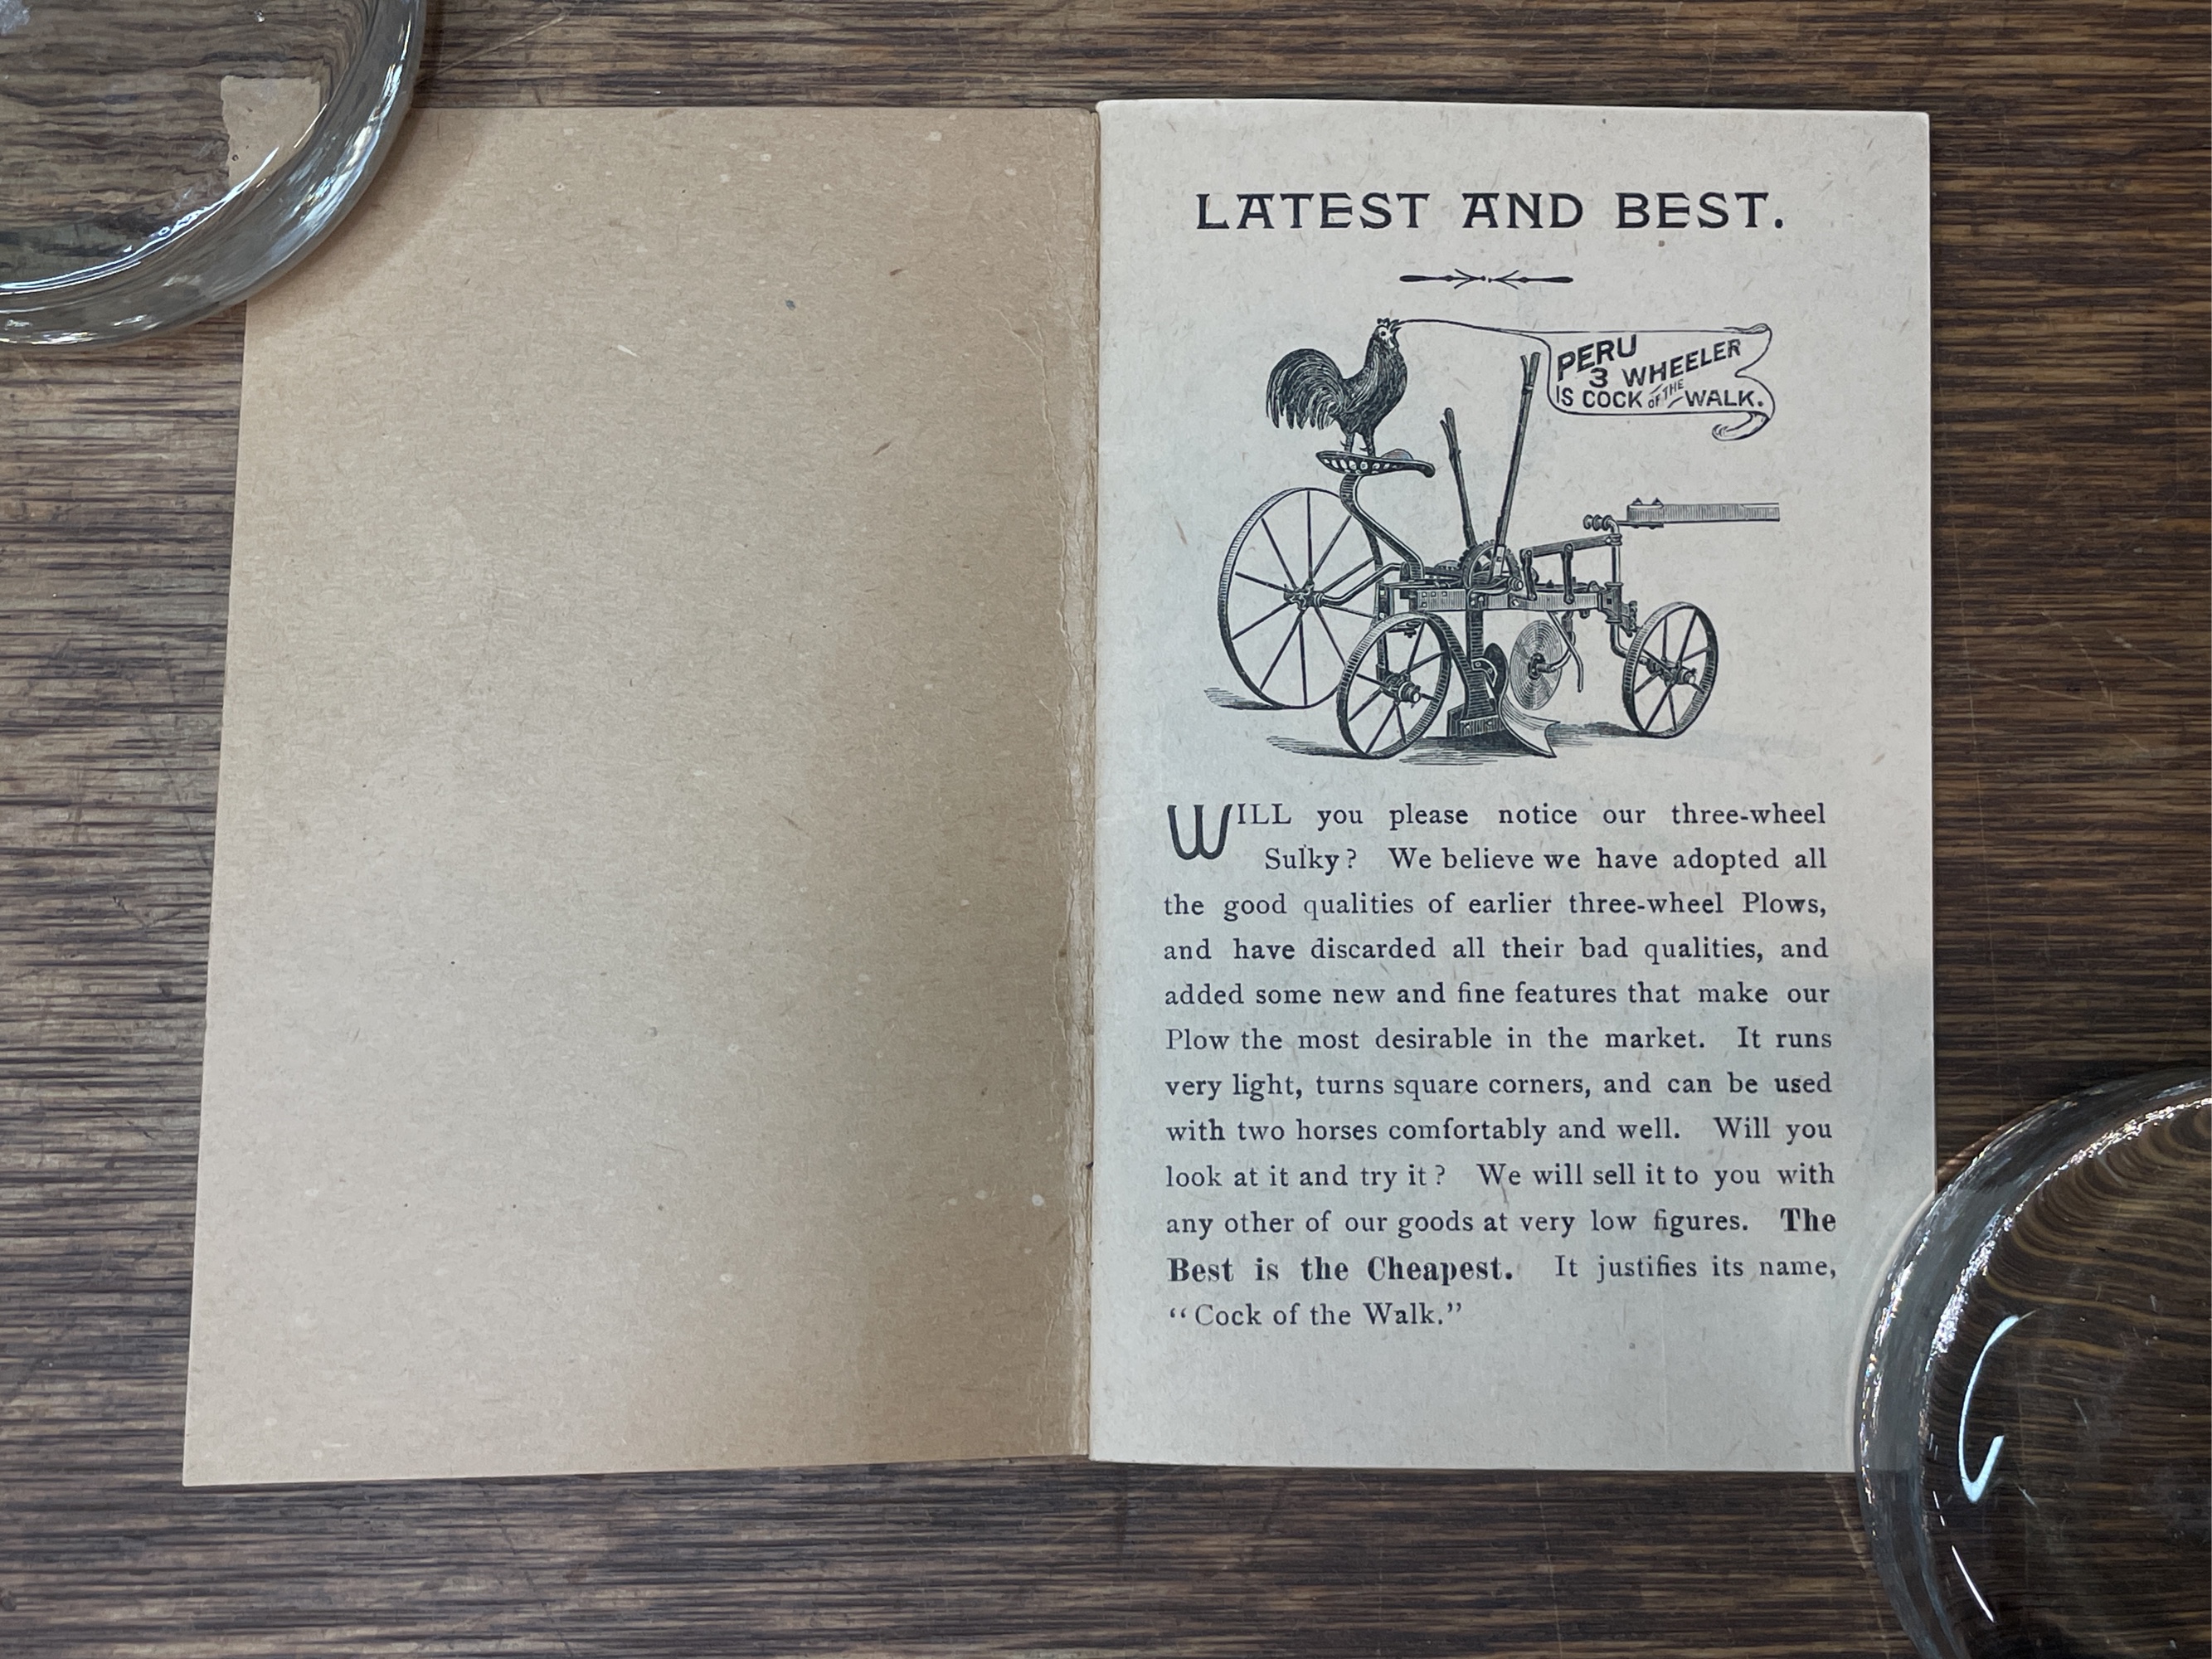 LATEST AND BEST.
PERU
3 WHEELER
IS COCK OF THE WALK.
WILL you please notice our three-wheel
Sulky? We believe we have adopted all
the good qualities of earlier three-wheel Plows,
and have discarded all their bad qualities, and
added some new and fine features that make our
Plow the most desirable in the market. It runs
very light, turns square corners, and can be used
with two horses comfortably and well. Will you
look at it and try it? We will sell it to you with
any other of our goods at very low figures. The
Best is the Cheapest. It justifies its name,
"Cock of the Walk."